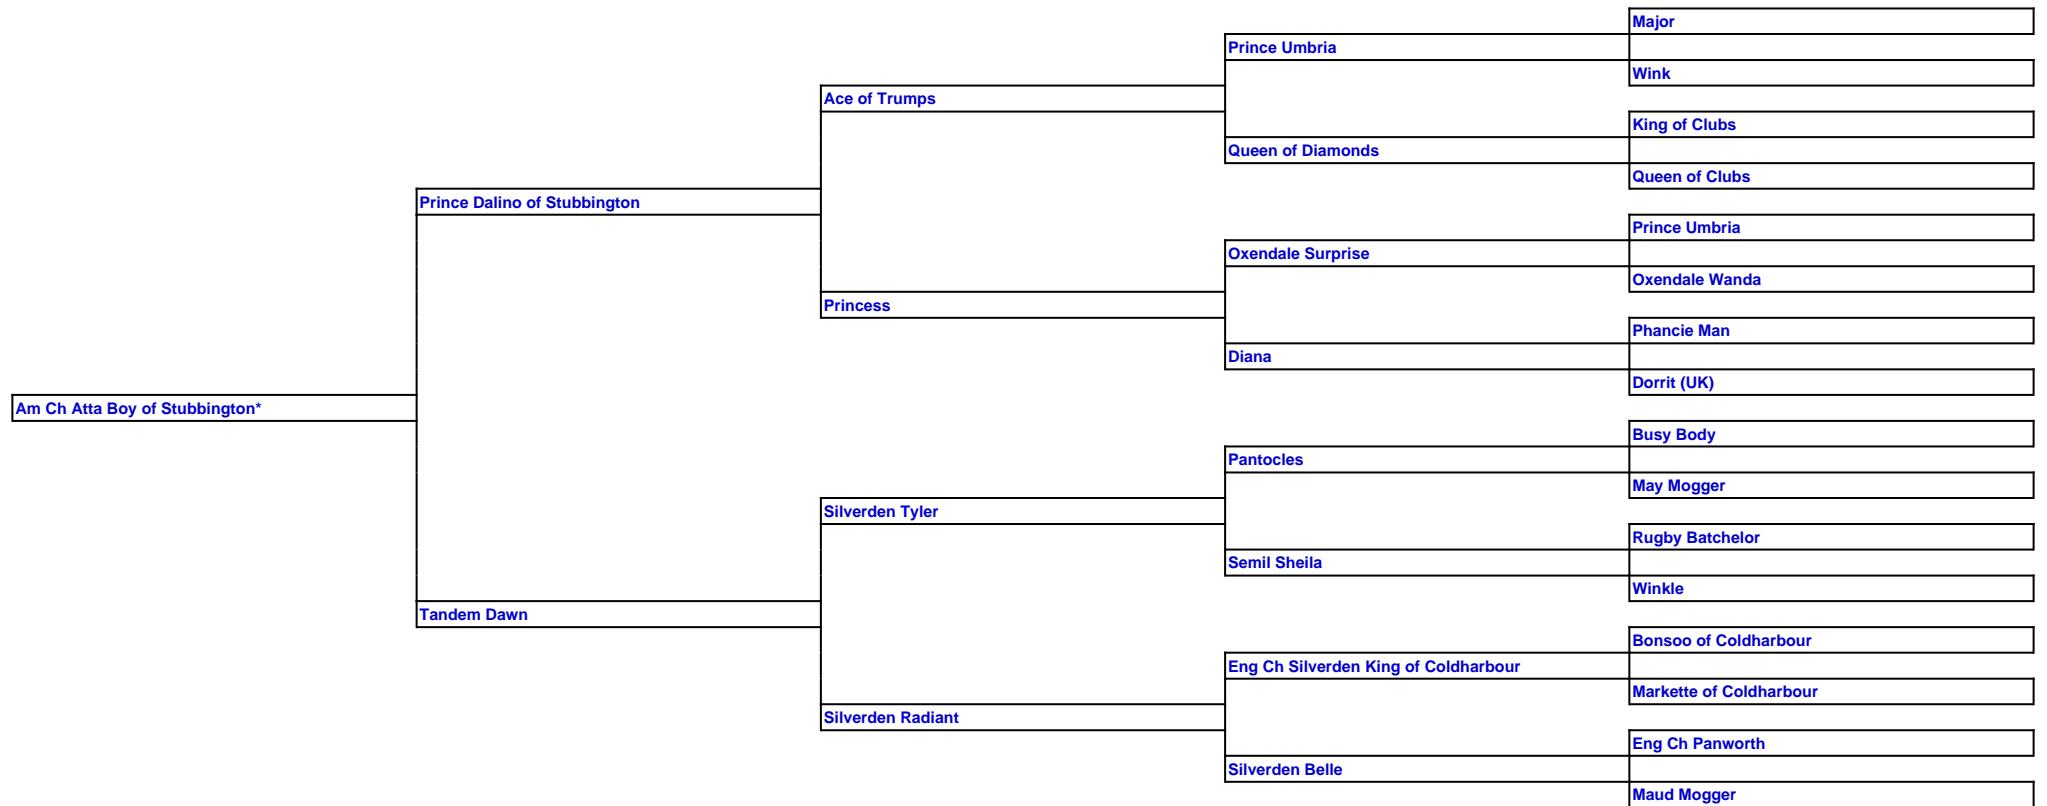 Major
Prince Umbria
Wink
Ace of Trumps
King of Clubs
Queen of Diamonds
Queen of Clubs
Prince Dalino of Stubbington
Prince Umbria
Oxendale Surprise
Oxendale Wanda
Princess
Phancie Man
Diana
Dorrit (UK)
Am Ch Atta Boy of Stubbington*
Busy Body
Pantocles
May Mogger
Silverden Tyler
Rugby Batchelor
Semil Sheila
Winkle
Tandem Dawn
Bonsoo of Coldharbour
Eng Ch Silverden King of Coldharbour
Markette of Coldharbour
Silverden Radiant
Eng Ch Panworth
Silverden Belle
Maud Mogger